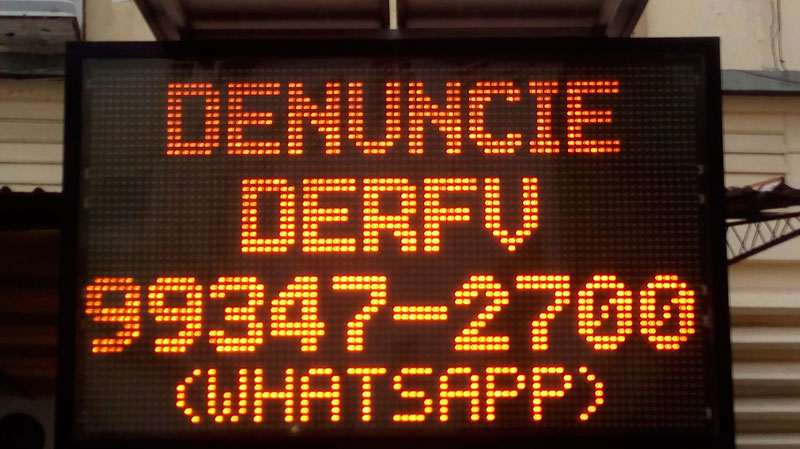 DENUNCIE
DERFV
99347-2700
(WHATSAPP)